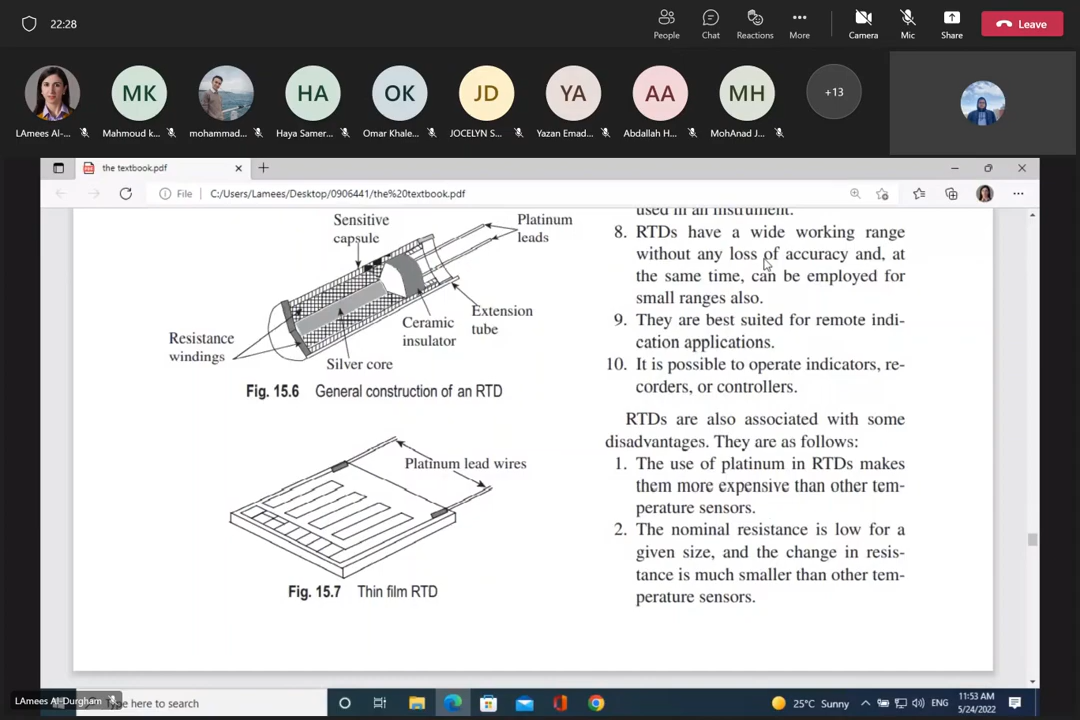 22:28
People
Chat
Reactions
More
Camera
Mic
Share
Leave
MK
HA
OK
JD
YA
AA
MH
+13
LAmees Al-...
Mahmoud k...
mohammad...
Haya Samer...
Omar Khale...
JOCELYN S...
Yazan Emad...
Abdallah H...
MohAnad J...
the textbook.pdf
File
C:/Users/Lamees/Desktop/0906441/the%20textbook.pdf
Sensitive
capsule
Platinum
leads
Resistance
windings
Silver core
Ceramic
insulator
Extension
tube
Fig. 15.6 General construction of an RTD
Platinum lead wires
Fig. 15.7 Thin film RTD
used in an instrument.
8. RTDs have a wide working range
without any loss of accuracy and, at
the same time, can be employed for
small ranges also.
9. They are best suited for remote indi-
cation applications.
10. It is possible to operate indicators, re-
corders, or controllers.
RTDs are also associated with some
disadvantages. They are as follows:
1. The use of platinum in RTDs makes
them more expensive than other tem-
perature sensors.
2. The nominal resistance is low for a
given size, and the change in resis-
tance is much smaller than other tem-
perature sensors.
LAmees Al-Durgham
here to search
25°C Sunny
ENG
11:53 AM
5/24/2022